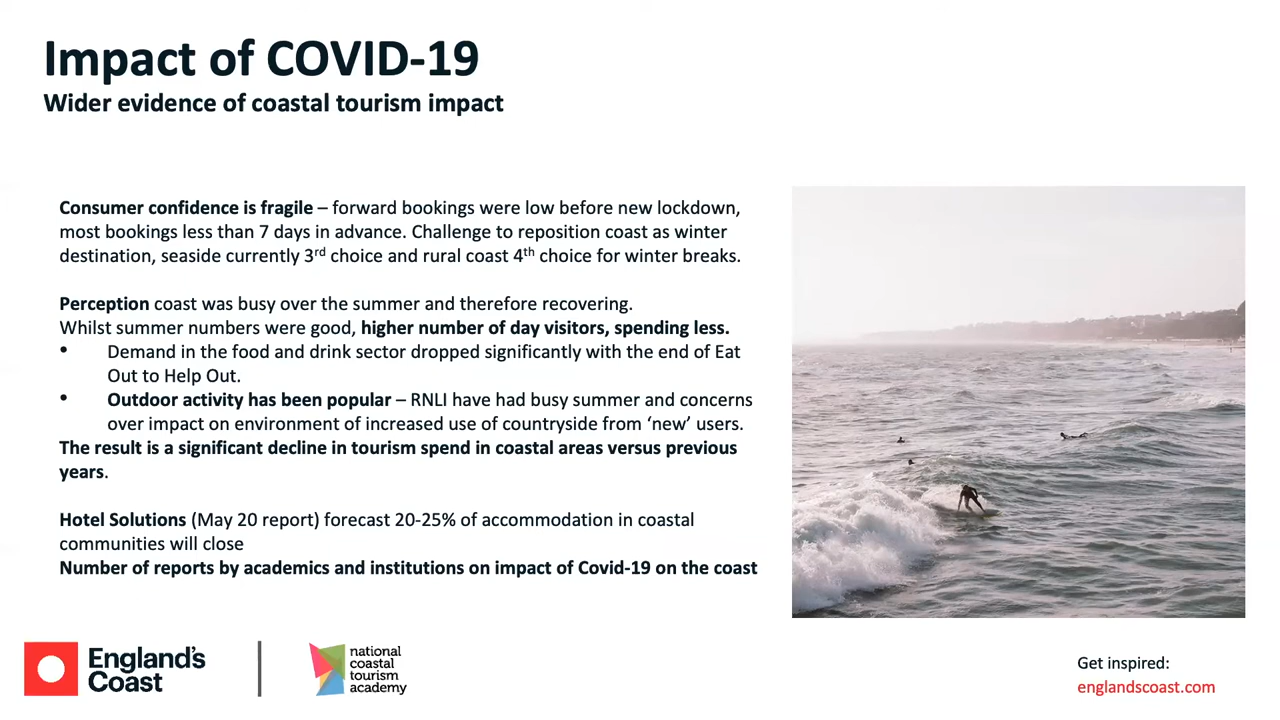 Impact of COVID-19
Wider evidence of coastal tourism impact
Consumer confidence is fragile – forward bookings were low before new lockdown,
most bookings less than 7 days in advance. Challenge to reposition coast as winter
destination, seaside currently 3rd choice and rural coast 4th choice for winter breaks.
Perception coast was busy over the summer and therefore recovering.
Whilst summer numbers were good, higher number of day visitors, spending less.
• Demand in the food and drink sector dropped significantly with the end of Eat
Out to Help Out.
• Outdoor activity has been popular – RNLI have had busy summer and concerns
over impact on environment of increased use of countryside from ‘new’ users.
The result is a significant decline in tourism spend in coastal areas versus previous
years.
Hotel Solutions (May 20 report) forecast 20-25% of accommodation in coastal
communities will close
Number of reports by academics and institutions on impact of Covid-19 on the coast
England's
Coast
national
coastal
tourism
academy
Get inspired:
englandscoast.com